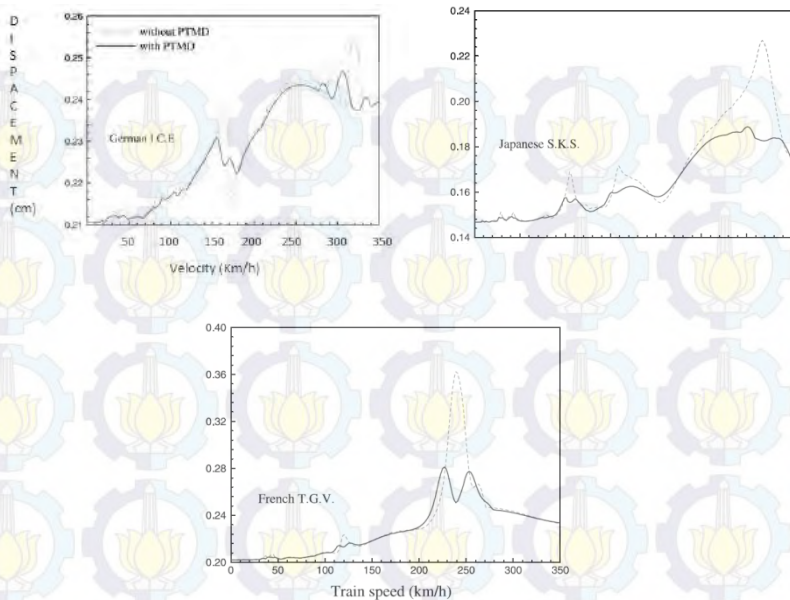 DISPACEMENT
(cm)
0.26
0.25
0.24
0.23
0.22
0.21
without PTMD
with PTMD
German I C.E
50 100 150 200 250 300 350
Velocity (Km/h)
0.24
0.20
0.18
0.16
0.14
Japanese S.K.S.
0.40
0.36
0.32
0.28
0.24
0.20
French T.G.V.
0 50 100 150 200 250 300 350
Train speed (km/h)